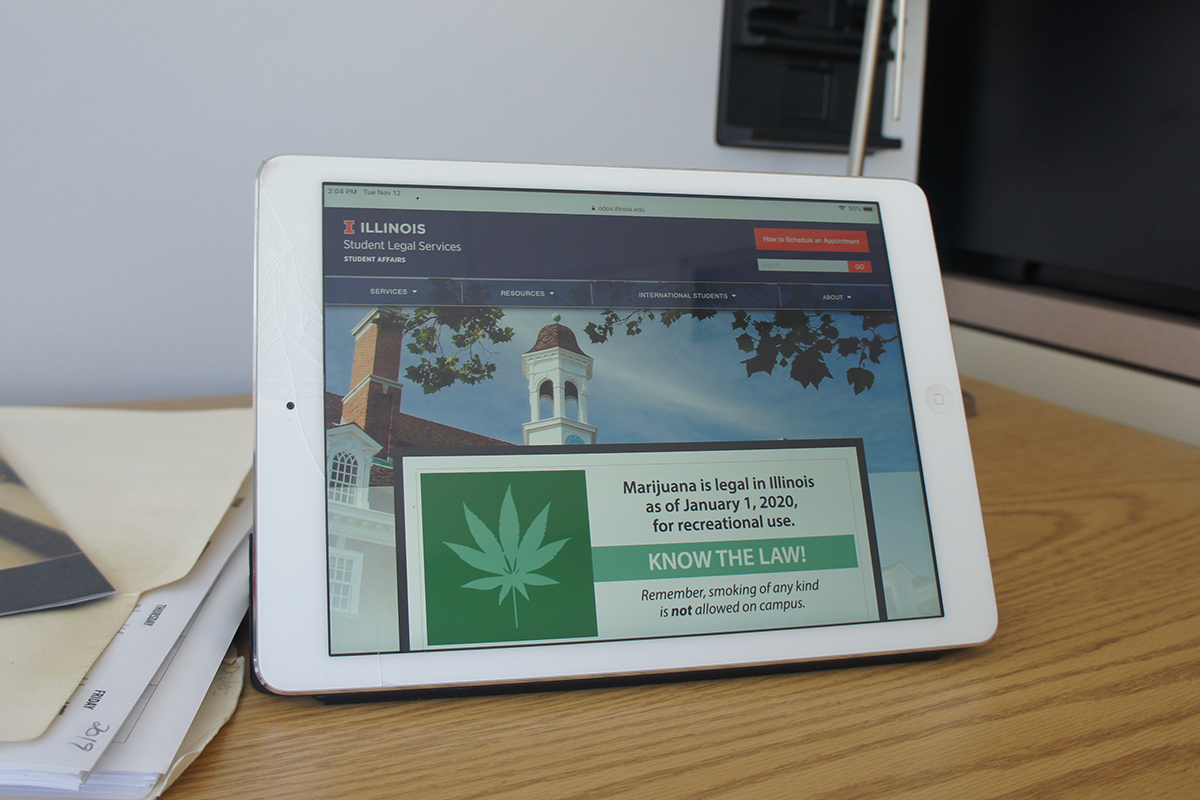 2:04 PM Tue Nov 12
odos.illinois.edu
95%
I ILLINOIS
Student Legal Services
STUDENT AFFAIRS
How to Schedule an Appointment
GO
SERVICES
RESOURCES
INTERNATIONAL STUDENTS
ABOUT
Marijuana is legal in Illinois
as of January 1, 2020,
for recreational use.
KNOW THE LAW!
Remember, smoking of any kind
is not allowed on campus.
THURSDAY
FRIDAY
2019